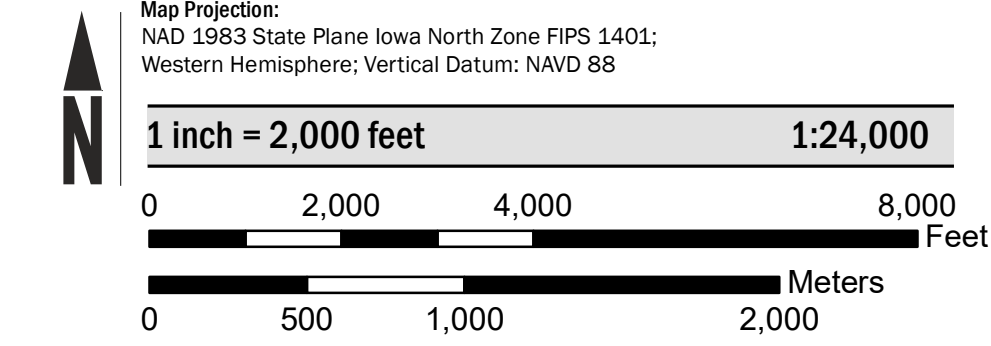 Map Projection:
NAD 1983 State Plane Iowa North Zone FIPS 1401;
Western Hemisphere; Vertical Datum: NAVD 88
N
1 inch = 2,000 feet 1:24,000
0 2,000 4,000 8,000
Feet
Meters
0 500 1,000 2,000